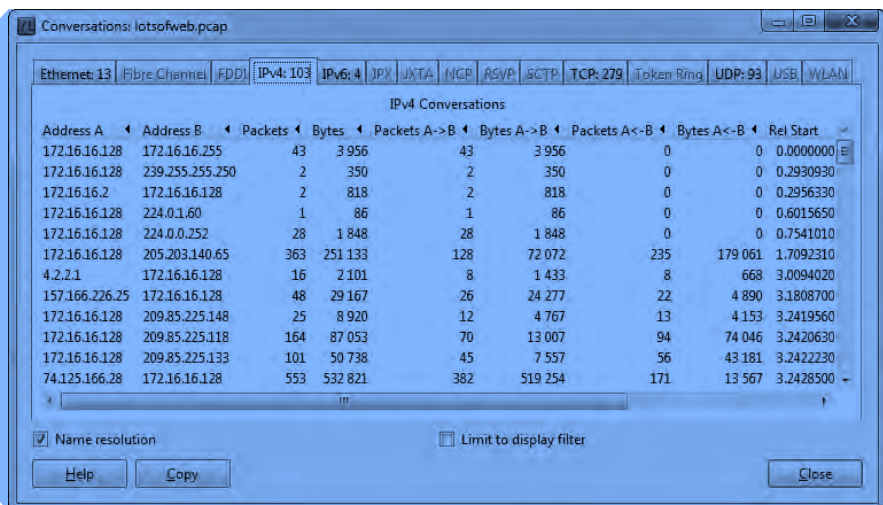 Conversations: lotsofweb.pcap
Ethernet: 13 Fibre Channel FDDI IPv4: 103 IPv6: 4 IPX JXTA NCP RSVP SCTP TCP: 279 Token Ring UDP: 93 USB WLAN
IPv4 Conversations
Address A Address B Packets Bytes Packets A->B Bytes A->B Packets A<-B Bytes A<-B Rel Start
172.16.16.128 172.16.16.255 43 3 956 43 3 956 0 0 0.0000000
172.16.16.128 239.255.255.250 2 350 2 350 0 0 0.2930930
172.16.16.2 172.16.16.128 2 818 2 818 0 0 0.2956330
172.16.16.128 224.0.1.60 1 86 1 86 0 0 0.6015650
172.16.16.128 224.0.0.252 28 1 848 28 1 848 0 0 0.7541010
172.16.16.128 205.203.140.65 363 251 133 128 72 072 235 179 061 1.7092310
4.2.2.1 172.16.16.128 16 2 101 8 1 433 8 668 3.0094020
157.166.226.25 172.16.16.128 48 29 167 26 24 277 22 4 890 3.1808700
172.16.16.128 209.85.225.148 25 8 920 12 4 767 13 4 153 3.2419560
172.16.16.128 209.85.225.118 164 87 053 70 13 007 94 74 046 3.2420630
172.16.16.128 209.85.225.133 101 50 738 45 7 557 56 43 181 3.2422230
74.125.166.28 172.16.16.128 553 532 821 382 519 254 171 13 567 3.2428500
Name resolution Limit to display filter
Help Copy Close